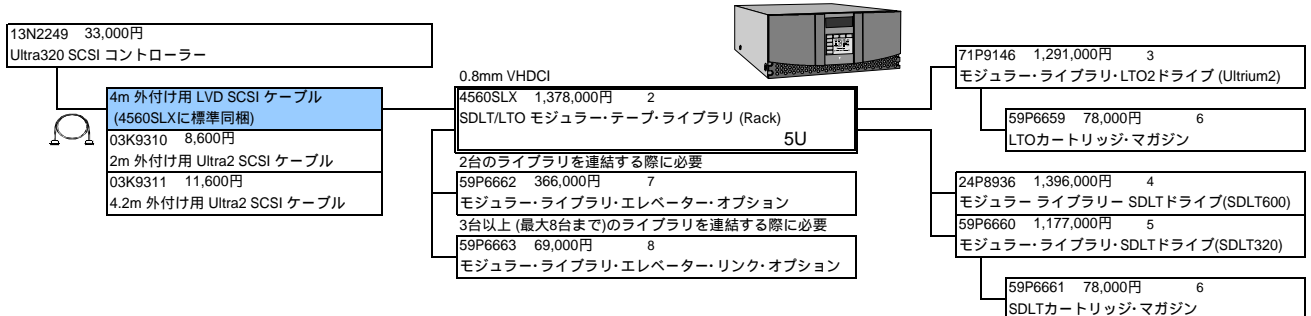 13N2249 33,000円
Ultra320 SCSI コントローラー
4m 外付け用 LVD SCSI ケーブル
(4560SLXに標準同梱)
03K9310 8,600円
2m 外付け用 Ultra2 SCSI ケーブル
03K9311 11,600円
4.2m 外付け用 Ultra2 SCSI ケーブル
0.8mm VHDCI
4560SLX 1,378,000円 2
SDLT/LTO モジュラー・テープ・ライブラリ (Rack)
5U
2台のライブラリを連結する際に必要
59P6662 366,000円 7
モジュラー・ライブラリ・エレベーター・オプション
3台以上 (最大8台まで)のライブラリを連結する際に必要
59P6663 69,000円 8
モジュラー・ライブラリ・エレベーター・リンク・オプション
71P9146 1,291,000円 3
モジュラー・ライブラリ・LTO2ドライブ (Ultrium2)
59P6659 78,000円 6
LTOカートリッジ・マガジン
24P8936 1,396,000円 4
モジュラー ライブラリー SDLTドライブ(SDLT600)
59P6660 1,177,000円 5
モジュラー・ライブラリ・SDLTドライブ(SDLT320)
59P6661 78,000円 6
SDLTカートリッジ・マガジン